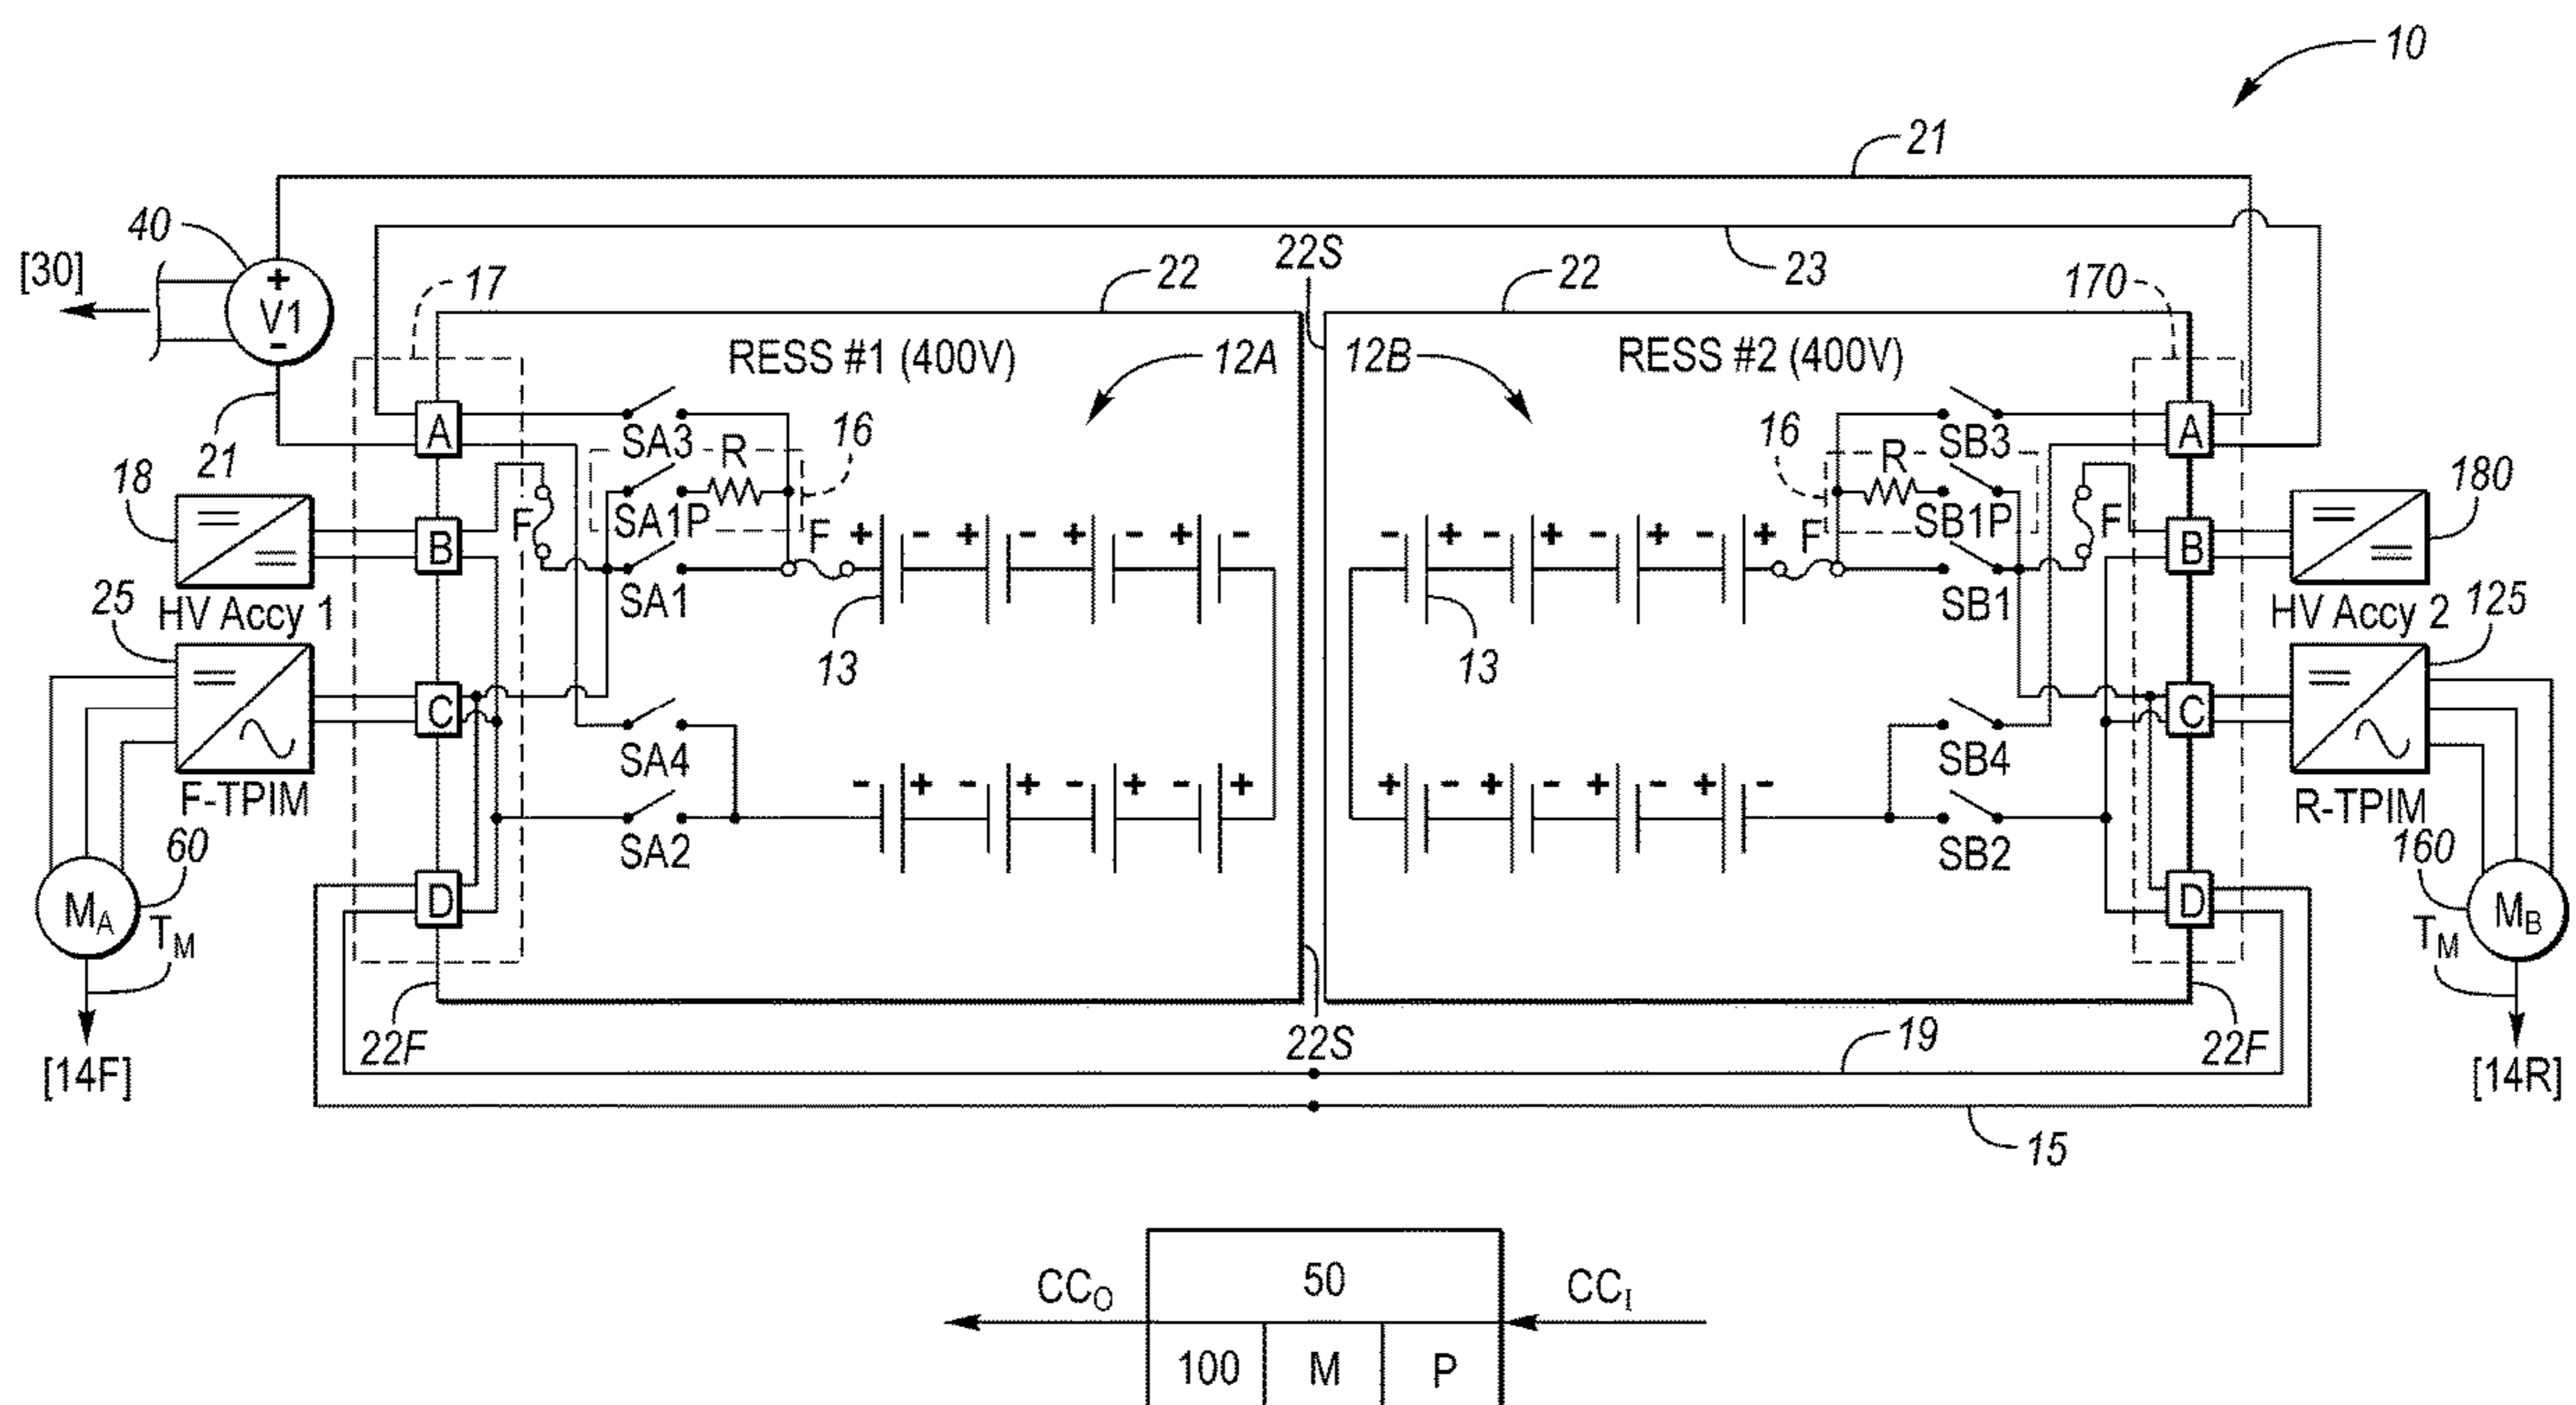 10
21
40
[30]
+
V1
-
23
22S
17
22
22
170
RESS #1 (400V)
12A
12B
RESS #2 (400V)
21
A
SA3
R
16
16
R
SB3
A
18
F
SA1P
F
+ - + - + - + -
- + - + - + - +
F
SB1P
F
180
B
B
HV Accy 1
SA1
SB1
HV Accy 2
25
13
13
125
C
C
SA4
SB4
F-TPIM
- + - + - + - +
+ - + - + - + -
R-TPIM
60
SA2
SB2
160
MA
TM
D
D
TM
MB
22F
22S
19
22F
[14F]
[14R]
15
CCO
50
CCI
100
M
P